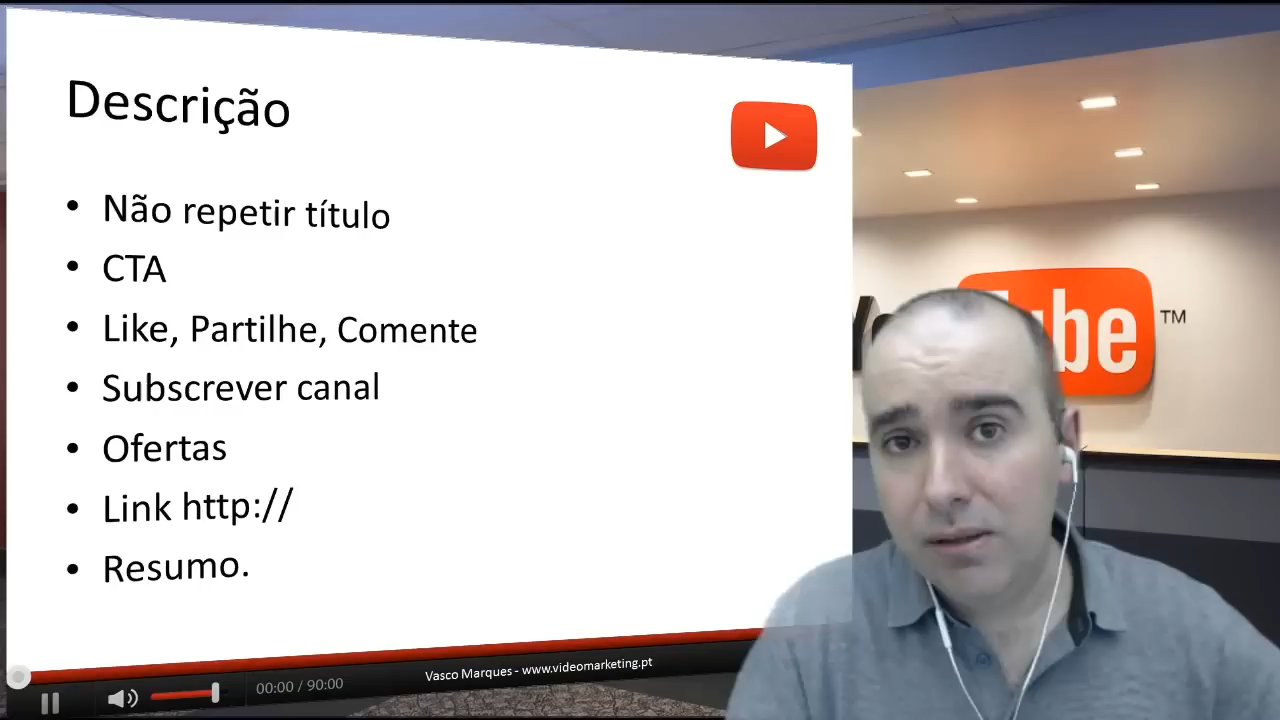 Descrição
• Não repetir título
• CTA
• Like, Partilhe, Comente
• Subscrever canal
• Ofertas
• Link http://
• Resumo.
Tube™
00:00 / 90:00
Vasco Marques - www.videomarketing.pt